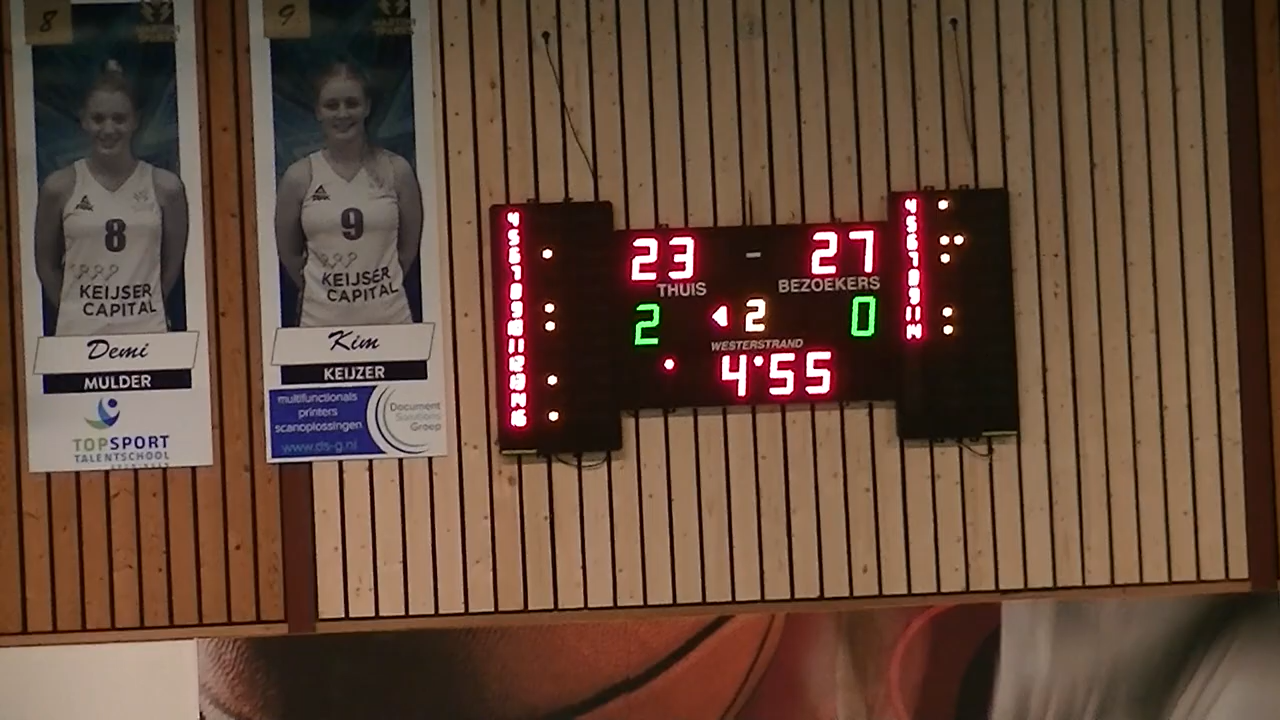 8
8
KEIJSER
CAPITAL
Demi
MULDER
TOPSPORT
TALENTSCHOOL
9
9
KEIJSER
CAPITAL
Kim
KEIJZER
multifunctionals
printers
scanoplossingen
www.ds-g.nl
Document
Solutions
Groep
23 - 27
THUIS BEZOEKERS
2 2 0
WESTERSTRAND
4:55